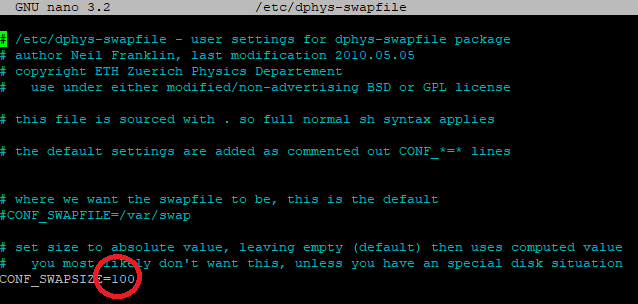 GNU nano 3.2 /etc/dphys-swapfile
# /etc/dphys-swapfile - user settings for dphys-swapfile package
# author Neil Franklin, last modification 2010.05.05
# copyright ETH Zuerich Physics Departement
#   use under either modified/non-advertising BSD or GPL license
# this file is sourced with . so full normal sh syntax applies
# the default settings are added as commented out CONF_*=* lines
# where we want the swapfile to be, this is the default
#CONF_SWAPFILE=/var/swap
# set size to absolute value, leaving empty (default) then uses computed value
#   you most likely don't want this, unless you have an special disk situation
CONF_SWAPSIZE=100